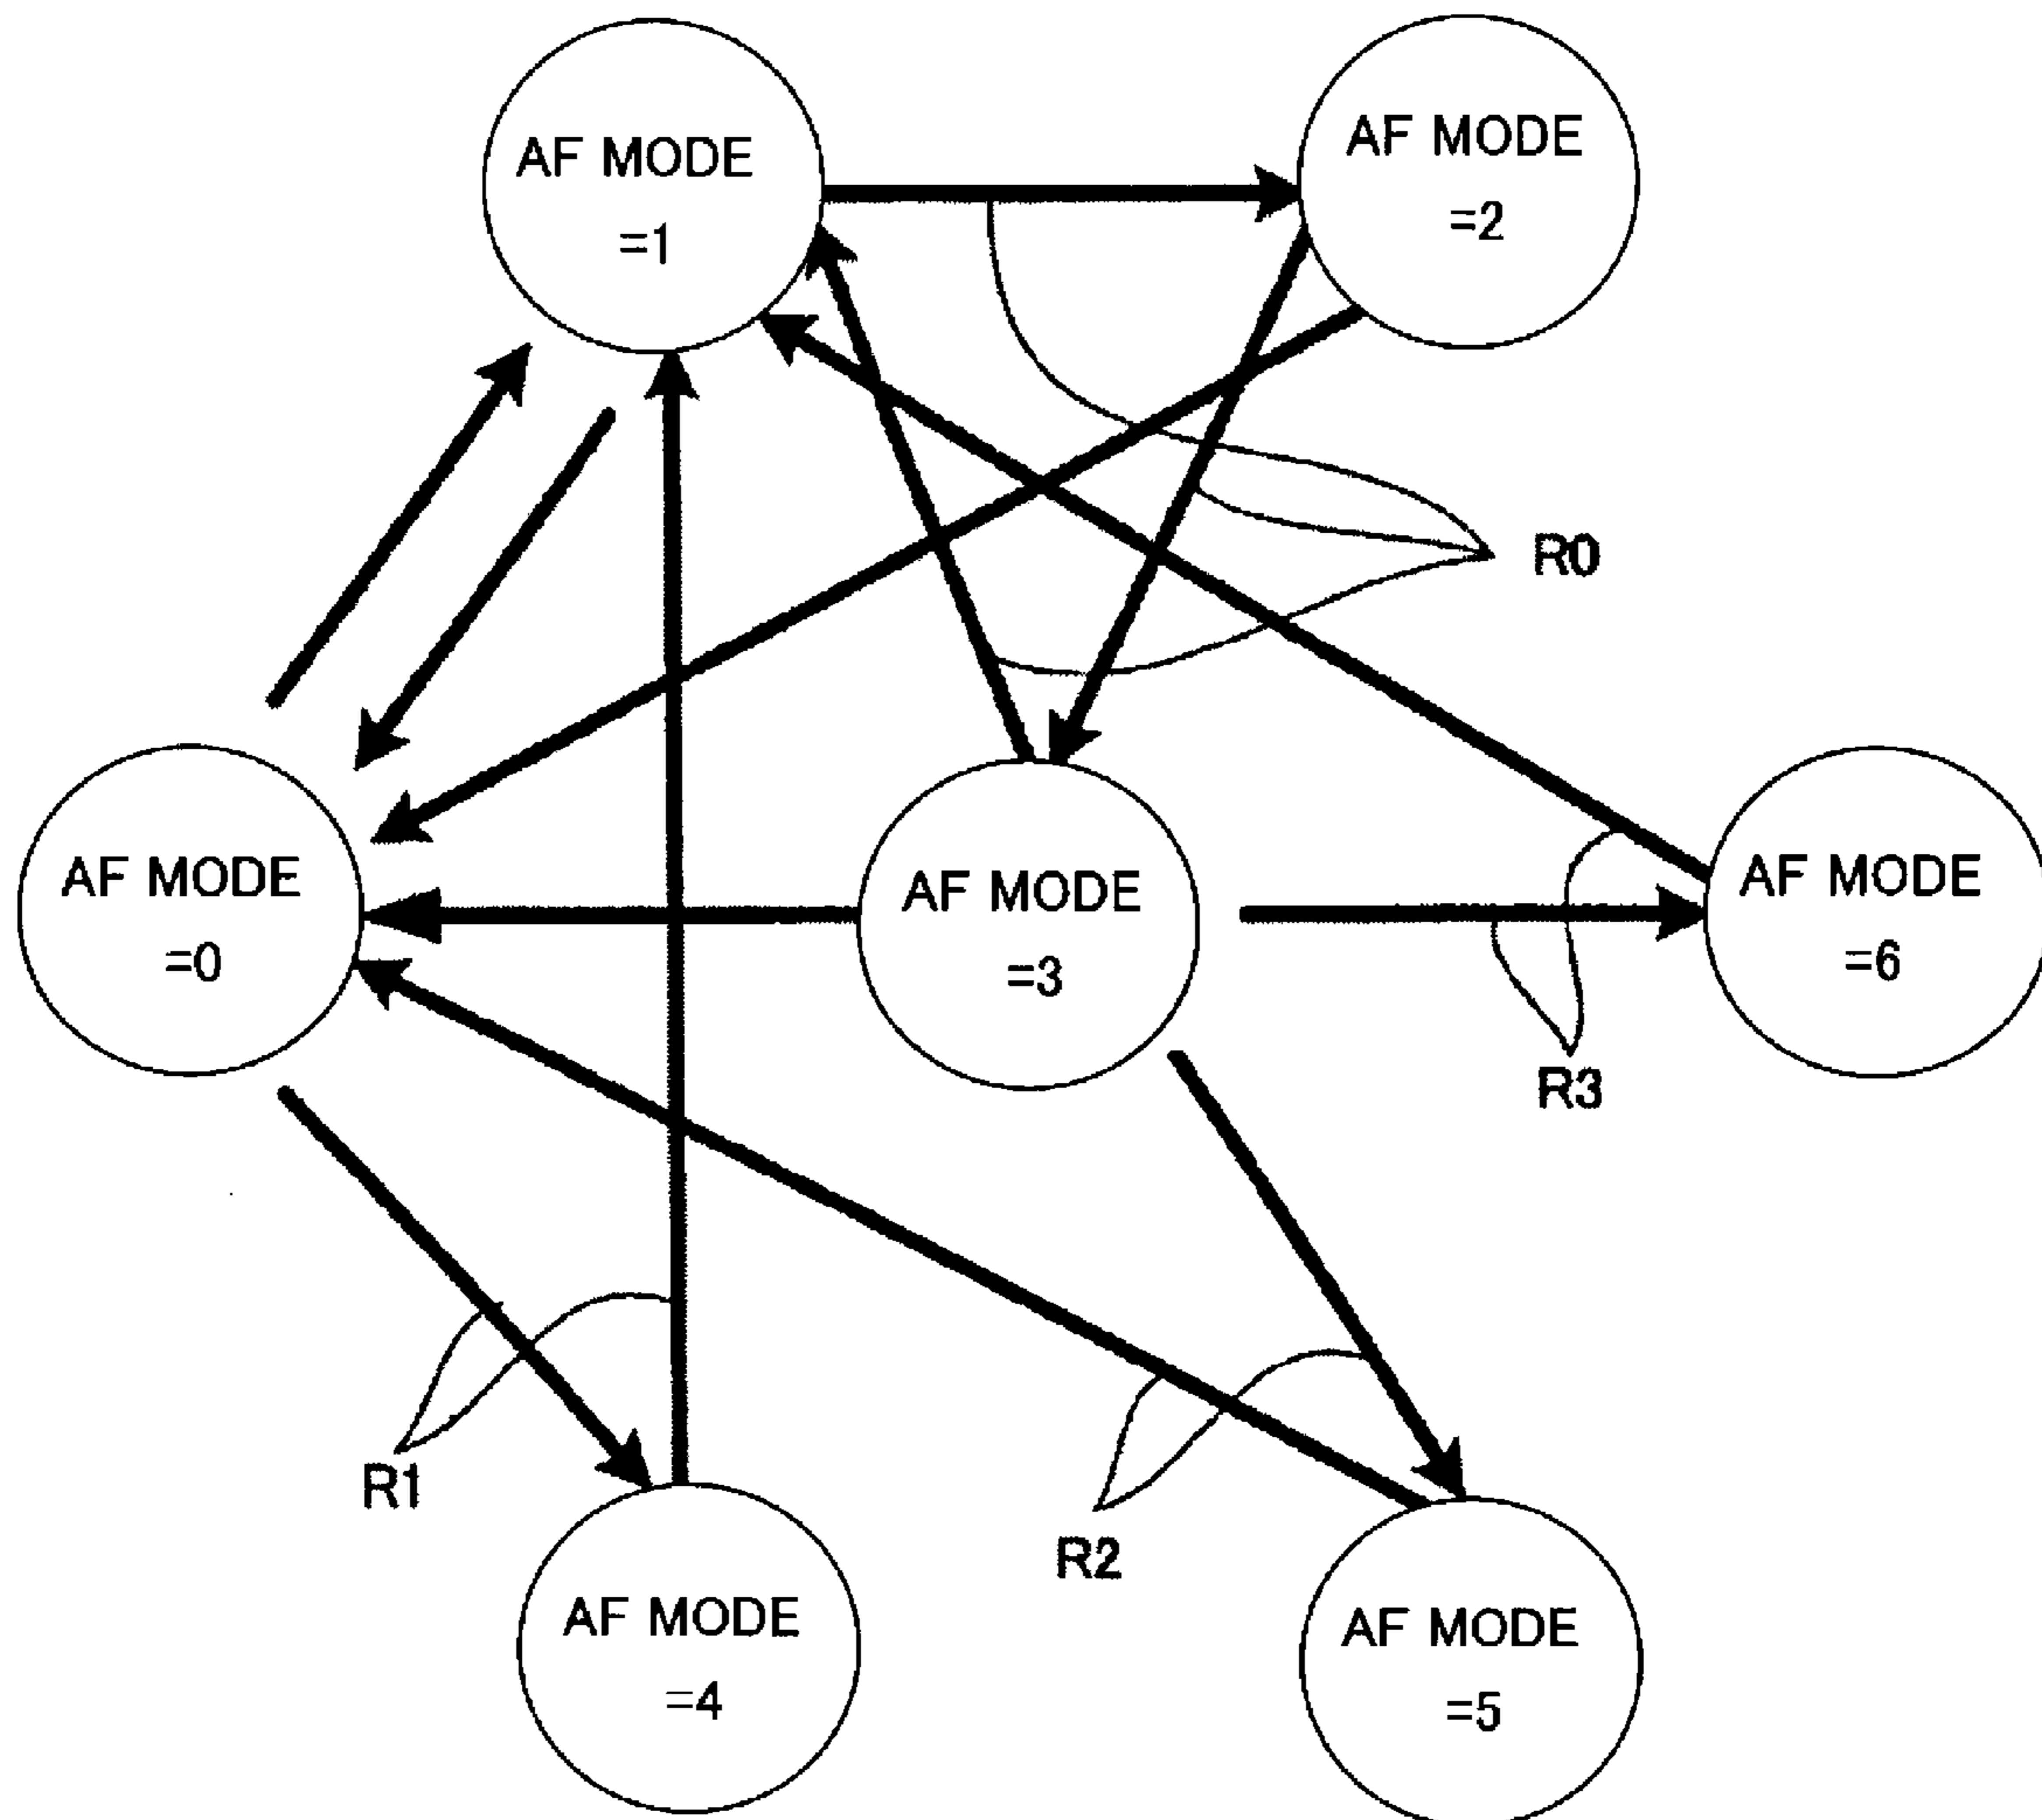 AF MODE
=1
AF MODE
=2
R0
AF MODE
=0
AF MODE
=3
AF MODE
=6
R3
R1
R2
AF MODE
=4
AF MODE
=5